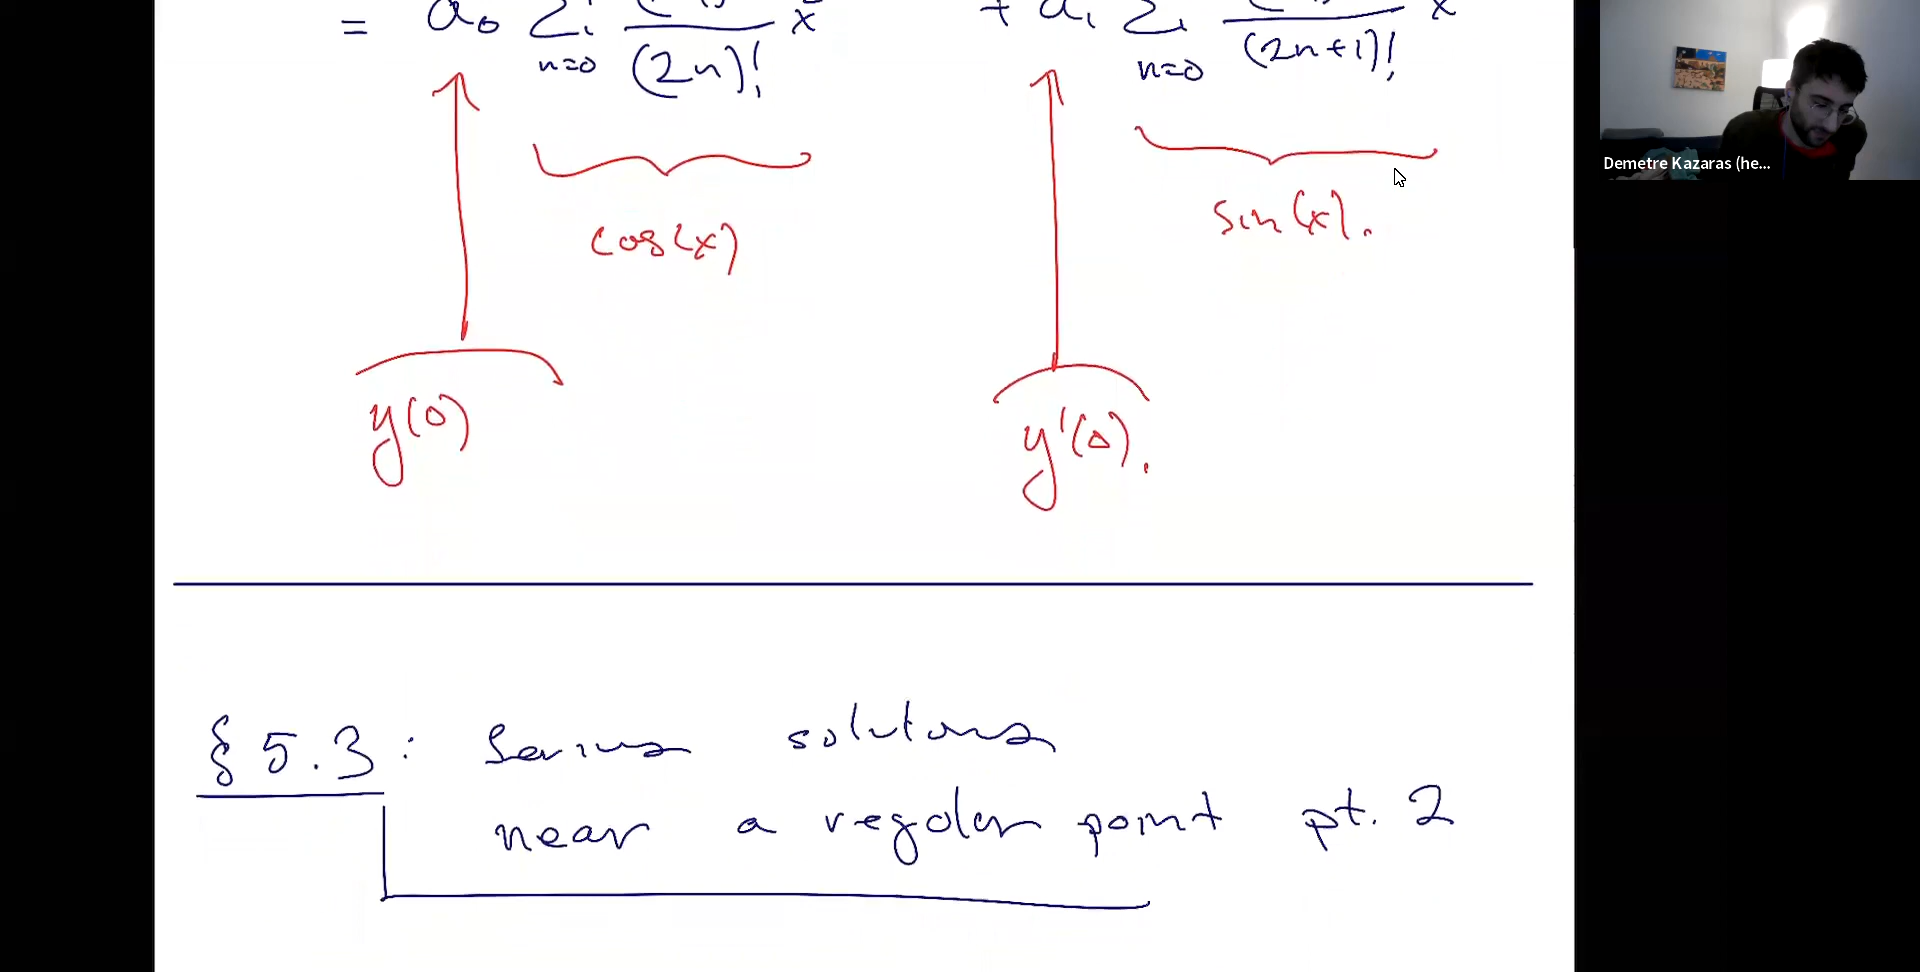 = a₀ Σ x
n=0 (2n)!
+ a₁ Σ x
n=0 (2n+1)!
cos(x)
sin(x).
y(0)
y'(0).
§ 5.3: Series solutions
near a regular point pt. 2
Demetre Kazaras (he...